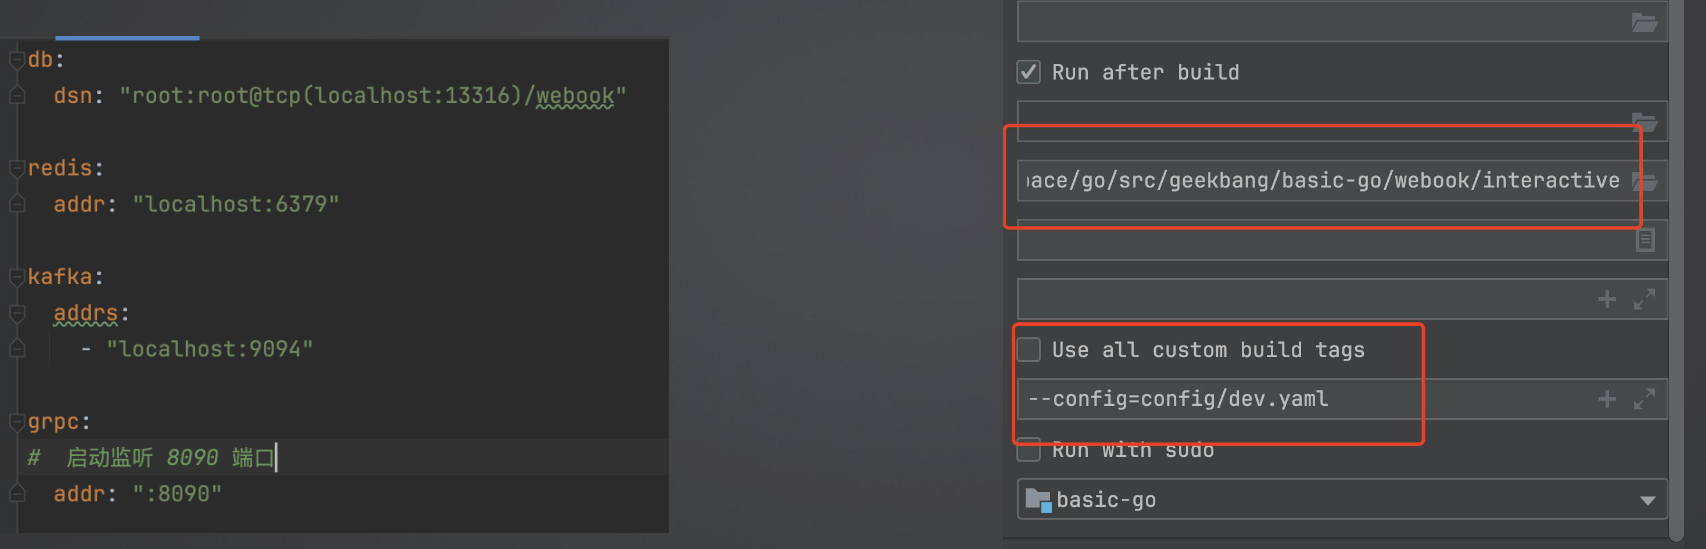 db:
dsn: "root:root@tcp(localhost:13316)/webook"
redis:
addr: "localhost:6379"
kafka:
addrs:
- "localhost:9094"
grpc:
# 启动监听 8090 端口
addr: ":8090"
Run after build
pace/go/src/geekbang/basic-go/webook/interactive
Use all custom build tags
--config=config/dev.yaml
Run with sudo
basic-go